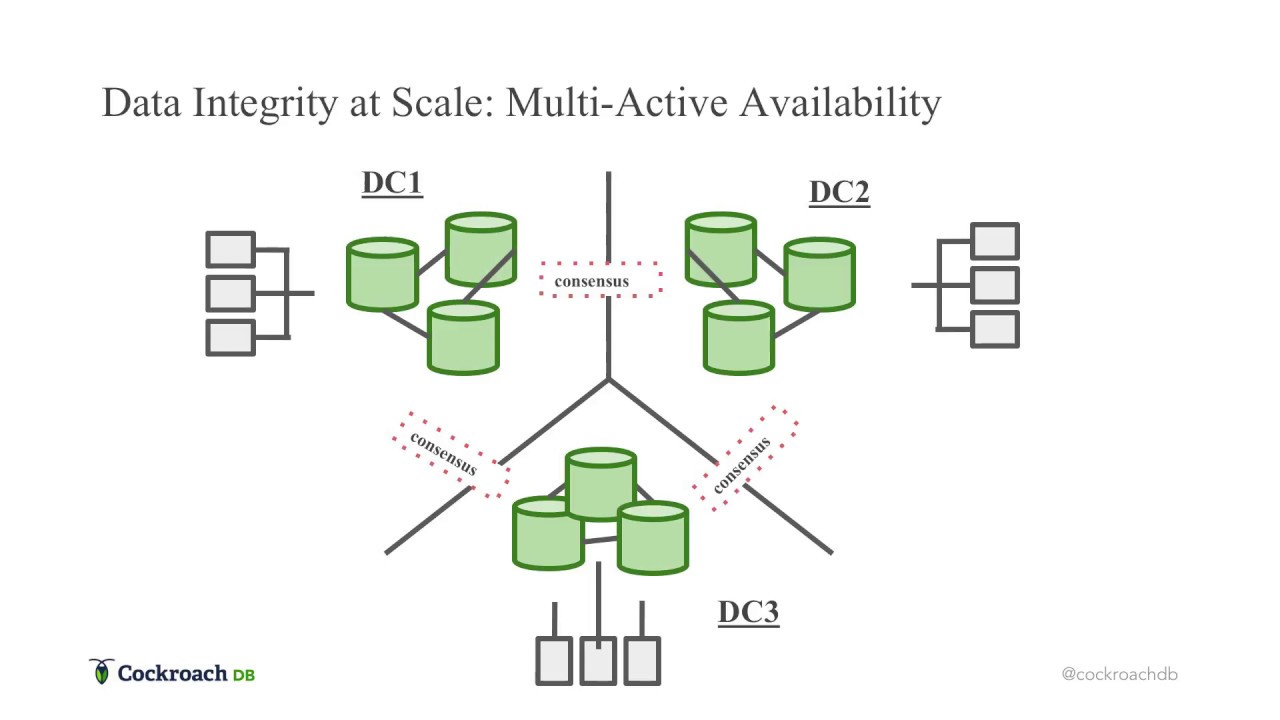 Data Integrity at Scale: Multi-Active Availability
DC1
DC2
consensus
consensus
consensus
DC3
Cockroach DB
@cockroachdb